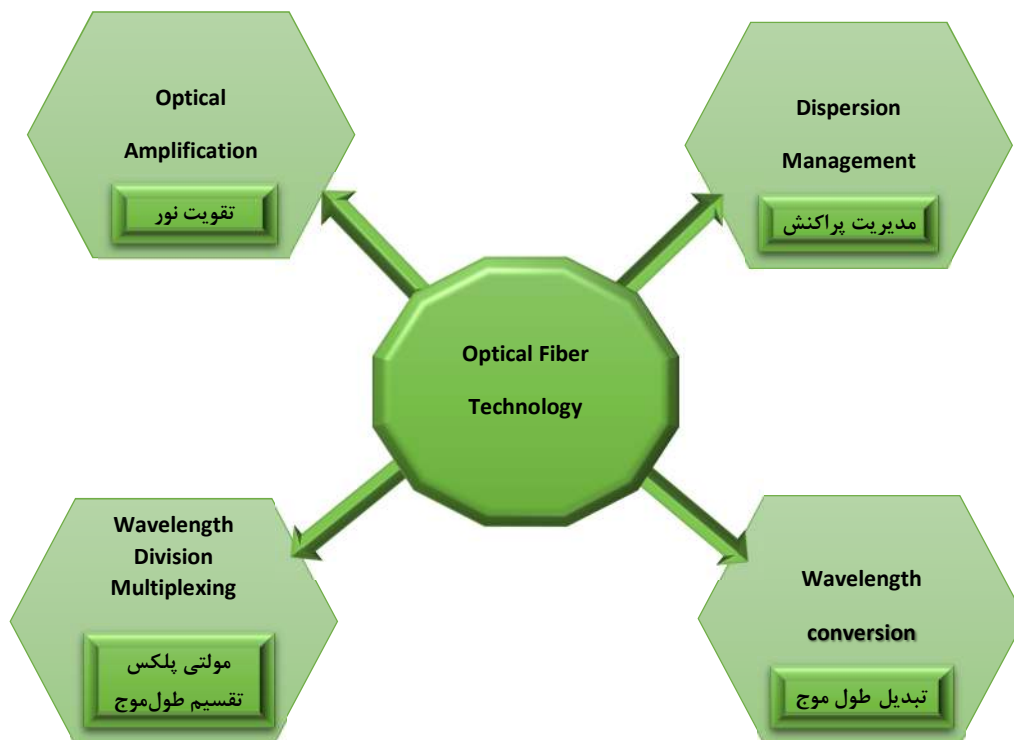 Optical
Amplification
تقویت نور
Dispersion
Management
مدیریت پراکنش
Optical Fiber
Technology
Wavelength
Division
Multiplexing
مولتی پلکس
تقسیم طول‌موج
Wavelength
conversion
تبدیل طول موج